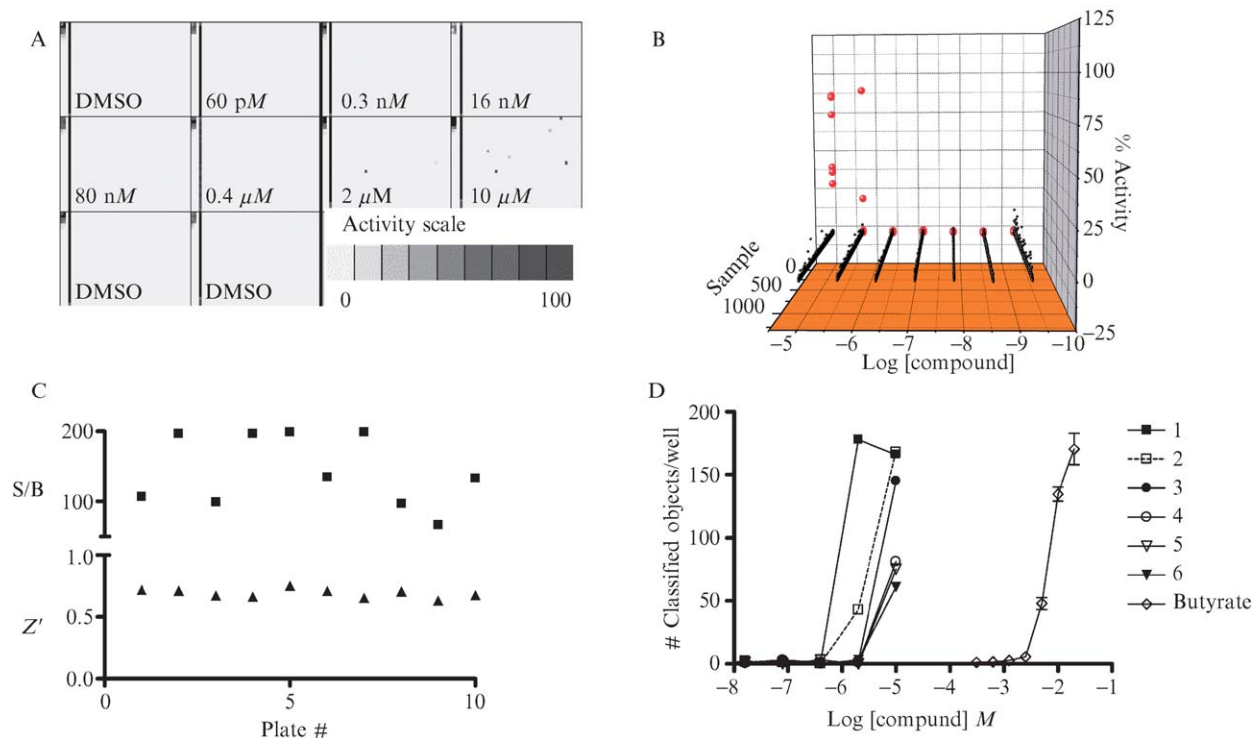 A
DMSO
60 pM
0.3 nM
16 nM
80 nM
0.4 µM
2 µM
10 µM
DMSO
DMSO
Activity scale
0
100
B
125
100
75
50
25
0
−25
% Activity
Sample
0
500
1000
−5
−6
−7
−8
−9
−10
Log [compound]
C
200
100
S/B
1.0
0.5
0.0
Z′
0
5
10
Plate #
D
200
150
100
50
0
# Classified objects/well
−8
−7
−6
−5
−4
−3
−2
−1
Log [compund] M
1
2
3
4
5
6
Butyrate